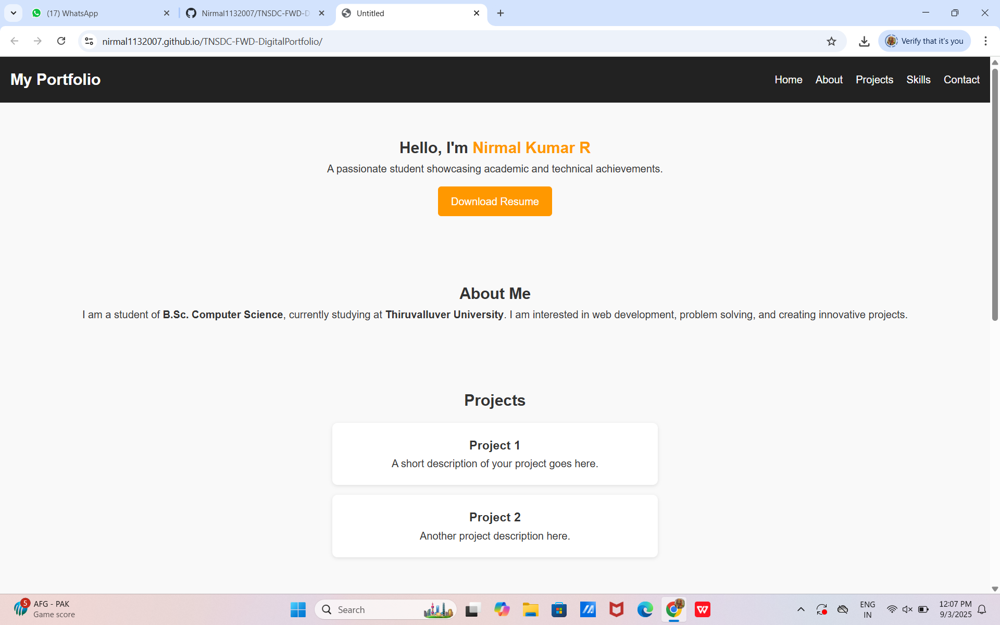 (17) WhatsApp
Nirmal1132007/TNSDC-FWD-D
Untitled
nirmal1132007.github.io/TNSDC-FWD-DigitalPortfolio/
Verify that it's you
My Portfolio
Home About Projects Skills Contact
Hello, I'm Nirmal Kumar R
A passionate student showcasing academic and technical achievements.
Download Resume
About Me
I am a student of B.Sc. Computer Science, currently studying at Thiruvalluver University. I am interested in web development, problem solving, and creating innovative projects.
Projects
Project 1
A short description of your project goes here.
Project 2
Another project description here.
5
AFG - PAK
Game score
Search
ENG
IN
12:07 PM
9/3/2025